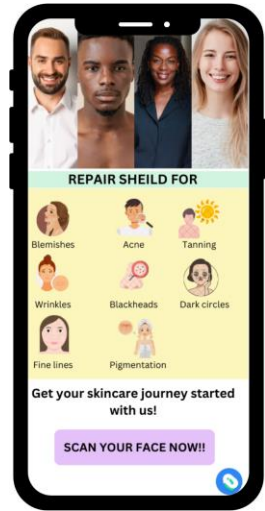 REPAIR SHEILD FOR
Blemishes
Acne
Tanning
Wrinkles
Blackheads
Dark circles
Fine lines
Pigmentation
Get your skincare journey started
with us!
SCAN YOUR FACE NOW!!